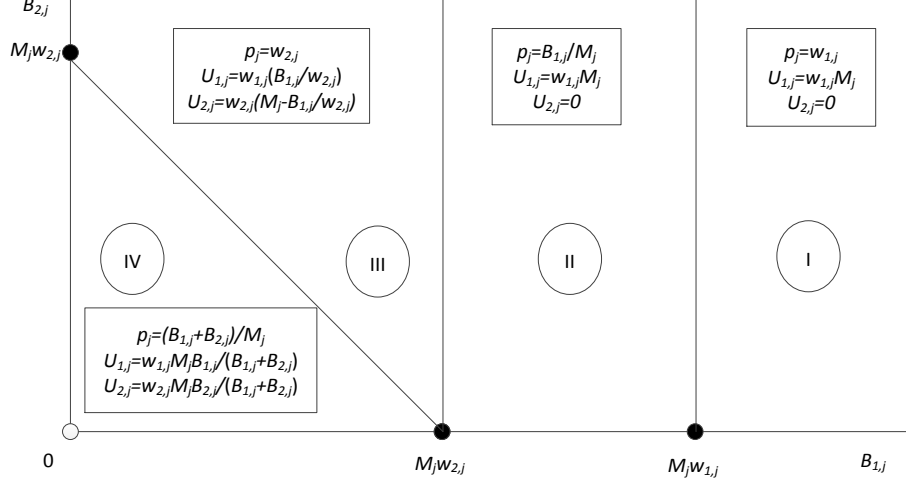 B2,j
Mjw2,j
pj=w2,j
U1,j=w1,j(B1,j/w2,j)
U2,j=w2,j(Mj-B1,j/w2,j)
pj=B1,j/Mj
U1,j=w1,jMj
U2,j=0
pj=w1,j
U1,j=w1,jMj
U2,j=0
IV
III
II
I
pj=(B1,j+B2,j)/Mj
U1,j=w1,jMjB1,j/(B1,j+B2,j)
U2,j=w2,jMjB2,j/(B1,j+B2,j)
0
Mjw2,j
Mjw1,j
B1,j